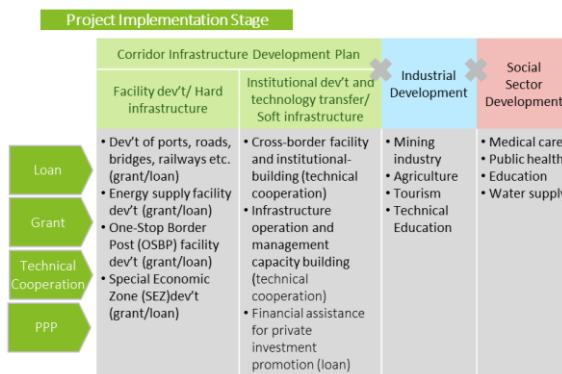 Project Implementation Stage
Corridor Infrastructure Development Plan
Facility dev't/ Hard
infrastructure
Institutional dev't and
technology transfer/
Soft infrastructure
Industrial
Development
Social
Sector
Development
Loan
Grant
Technical
Cooperation
PPP
• Dev't of ports, roads,
bridges, railways etc.
(grant/loan)
• Energy supply facility
dev't (grant/loan)
• One-Stop Border
Post (OSBP) facility
dev't (grant/loan)
• Special Economic
Zone (SEZ)dev't
(grant/loan)
• Cross-border facility
and institutional-
building (technical
cooperation)
• Infrastructure
operation and
management
capacity building
(technical
cooperation)
• Financial assistance
for private
investment
promotion (loan)
• Mining
industry
• Agriculture
• Tourism
• Technical
Education
• Medical care
• Public health
• Education
• Water supply